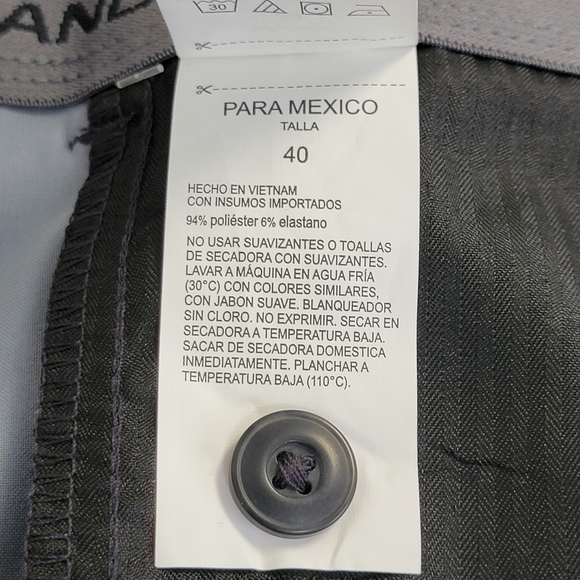 30
PARA MEXICO
TALLA
40
HECHO EN VIETNAM
CON INSUMOS IMPORTADOS
94% poliéster 6% elastano
NO USAR SUAVIZANTES O TOALLAS
DE SECADORA CON SUAVIZANTES.
LAVAR A MÁQUINA EN AGUA FRÍA
(30°C) CON COLORES SIMILARES,
CON JABON SUAVE. BLANQUEADOR
SIN CLORO. NO EXPRIMIR. SECAR EN
SECADORA A TEMPERATURA BAJA.
SACAR DE SECADORA DOMESTICA
INMEDIATAMENTE. PLANCHAR A
TEMPERATURA BAJA (110°C).